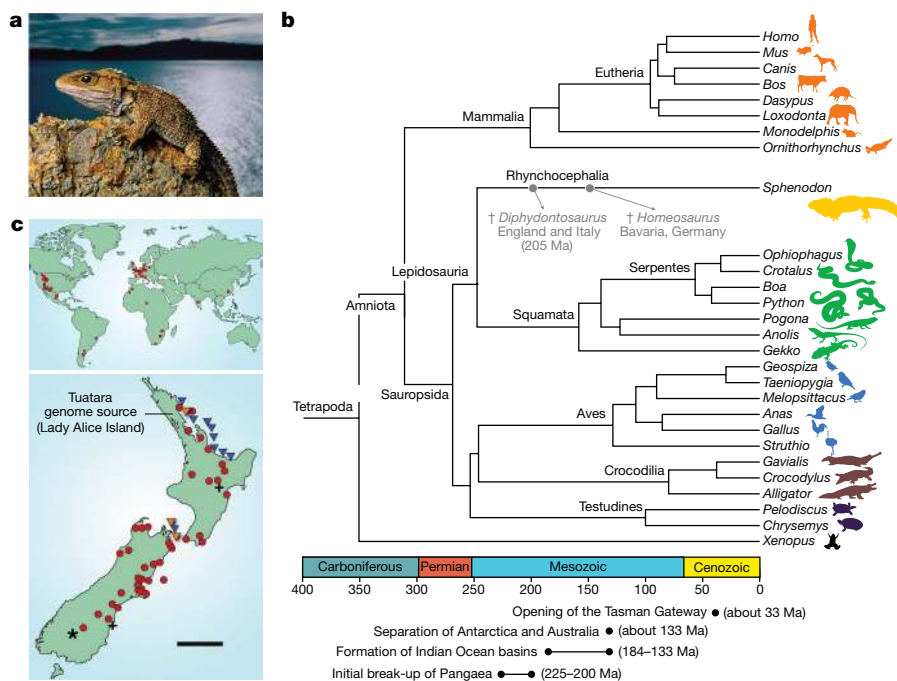 a
b
Homo
Mus
Canis
Eutheria
Bos
Dasypus
Mammalia
Loxodonta
Monodelphis
Ornithorhynchus
Rhynchocephalia
Sphenodon
† Diphydontosaurus
England and Italy
(205 Ma)
† Homeosaurus
Bavaria, Germany
c
Lepidosauria
Ophiophagus
Serpentes
Crotalus
Boa
Amniota
Python
Squamata
Pogona
Anolis
Gekko
Geospiza
Sauropsida
Taeniopygia
Melopsittacus
Tuatara
genome source
(Lady Alice Island)
Tetrapoda
Aves
Anas
Gallus
Struthio
Gavialis
Crocodilia
Crocodylus
Alligator
Testudines
Pelodiscus
Chrysemys
Xenopus
Carboniferous
Permian
Mesozoic
Cenozoic
400 350 300 250 200 150 100 50 0
Opening of the Tasman Gateway (about 33 Ma)
Separation of Antarctica and Australia (about 133 Ma)
Formation of Indian Ocean basins (184–133 Ma)
Initial break-up of Pangaea (225–200 Ma)